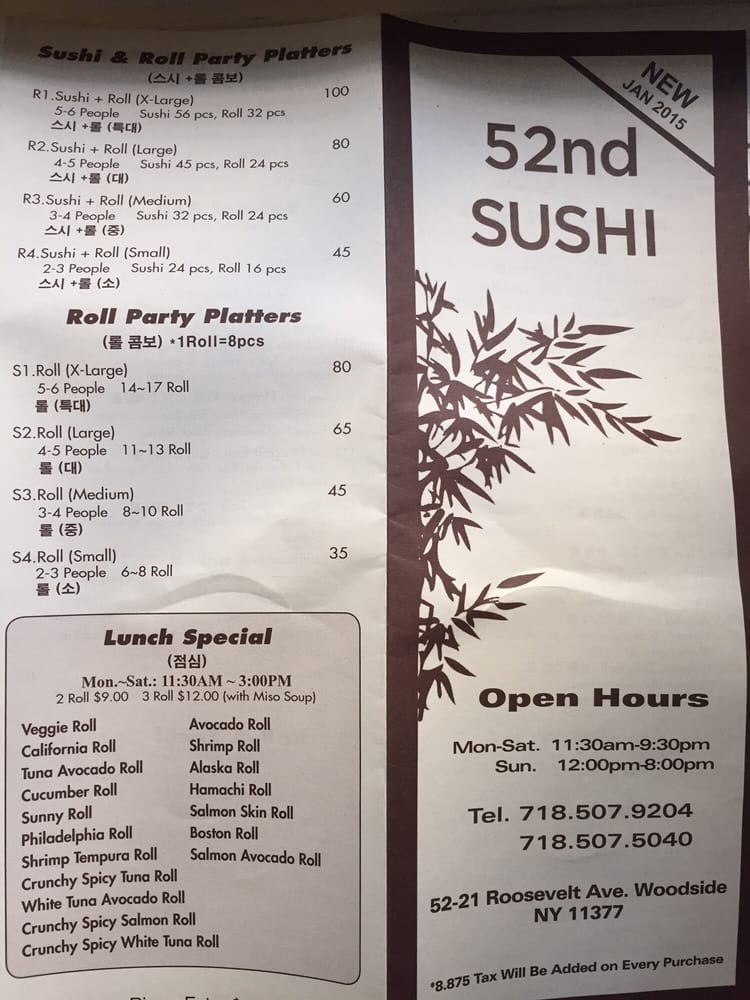 Sushi & Roll Party Platters
(스시 +롤 콤보)
R1.Sushi + Roll (X-Large) 100
5-6 People Sushi 56 pcs, Roll 32 pcs
스시 +롤 (특대)
R2.Sushi + Roll (Large) 80
4-5 People Sushi 45 pcs, Roll 24 pcs
스시 +롤 (대)
R3.Sushi + Roll (Medium) 60
3-4 People Sushi 32 pcs, Roll 24 pcs
스시 +롤 (중)
R4.Sushi + Roll (Small) 45
2-3 People Sushi 24 pcs, Roll 16 pcs
스시 +롤 (소)
Roll Party Platters
(롤 콤보) *1Roll=8pcs
S1.Roll (X-Large) 80
5-6 People 14~17 Roll
롤 (특대)
S2.Roll (Large) 65
4-5 People 11~13 Roll
롤 (대)
S3.Roll (Medium) 45
3-4 People 8~10 Roll
롤 (중)
S4.Roll (Small) 35
2-3 People 6~8 Roll
롤 (소)
Lunch Special
(점심)
Mon.~Sat.: 11:30AM ~ 3:00PM
2 Roll $9.00 3 Roll $12.00 (with Miso Soup)
Veggie Roll
California Roll
Tuna Avocado Roll
Cucumber Roll
Sunny Roll
Philadelphia Roll
Shrimp Tempura Roll
Crunchy Spicy Tuna Roll
White Tuna Avocado Roll
Crunchy Spicy Salmon Roll
Crunchy Spicy White Tuna Roll
Avocado Roll
Shrimp Roll
Alaska Roll
Hamachi Roll
Salmon Skin Roll
Boston Roll
Salmon Avocado Roll
NEW
JAN 2015
52nd
SUSHI
Open Hours
Mon-Sat. 11:30am-9:30pm
Sun. 12:00pm-8:00pm
Tel. 718.507.9204
718.507.5040
52-21 Roosevelt Ave. Woodside
NY 11377
*8.875 Tax Will Be Added on Every Purchase